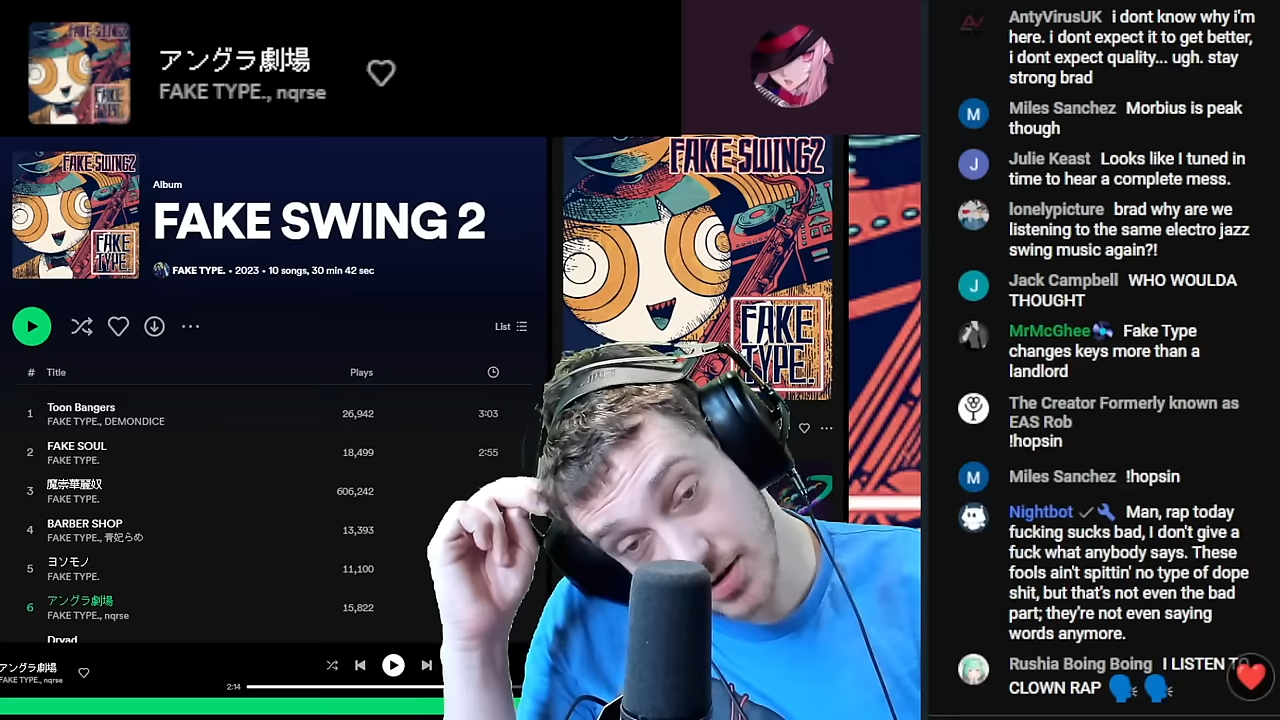 アングラ劇場
FAKE TYPE., nqrse
FAKE SWING2
FAKE
TYPE.
Album
FAKE SWING 2
FAKE TYPE. • 2023 • 10 songs, 30 min 42 sec
List
# Title Plays
1 Toon Bangers 26,942 3:03
FAKE TYPE., DEMONDICE
2 FAKE SOUL 18,499 2:55
FAKE TYPE.
3 魔崇華麗奴 606,242
FAKE TYPE.
4 BARBER SHOP 13,393
FAKE TYPE., 青妃らめ
5 ヨソモノ 11,100
FAKE TYPE.
6 アングラ劇場 15,822
FAKE TYPE., nqrse
Dryad
アングラ劇場
FAKE TYPE., nqrse
2:14
FAKE SWING2
FAKE
TYPE.
AntyVirusUK i dont know why i'm
here. i dont expect it to get better,
i dont expect quality... ugh. stay
strong brad
M Miles Sanchez Morbius is peak
though
J Julie Keast Looks like I tuned in
time to hear a complete mess.
lonelypicture brad why are we
listening to the same electro jazz
swing music again?!
J Jack Campbell WHO WOULDA
THOUGHT
MrMcGhee Fake Type
changes keys more than a
landlord
The Creator Formerly known as
EAS Rob
!hopsin
M Miles Sanchez !hopsin
Nightbot Man, rap today
fucking sucks bad, I don't give a
fuck what anybody says. These
fools ain't spittin' no type of dope
shit, but that's not even the bad
part; they're not even saying
words anymore.
Rushia Boing Boing I LISTEN
CLOWN RAP